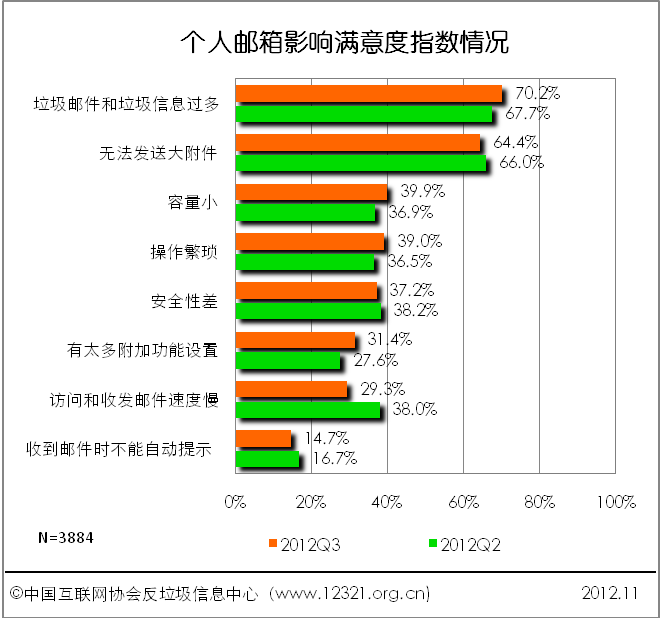 个人邮箱影响满意度指数情况
垃圾邮件和垃圾信息过多 70.2% 67.7%
无法发送大附件 64.4% 66.0%
容量小 39.9% 36.9%
操作繁琐 39.0% 36.5%
安全性差 37.2% 38.2%
有太多附加功能设置 31.4% 27.6%
访问和收发邮件速度慢 29.3% 38.0%
收到邮件时不能自动提示 14.7% 16.7%
0% 20% 40% 60% 80% 100%
N=3884
2012Q3 2012Q2
©中国互联网协会反垃圾信息中心（www.12321.org.cn） 2012.11